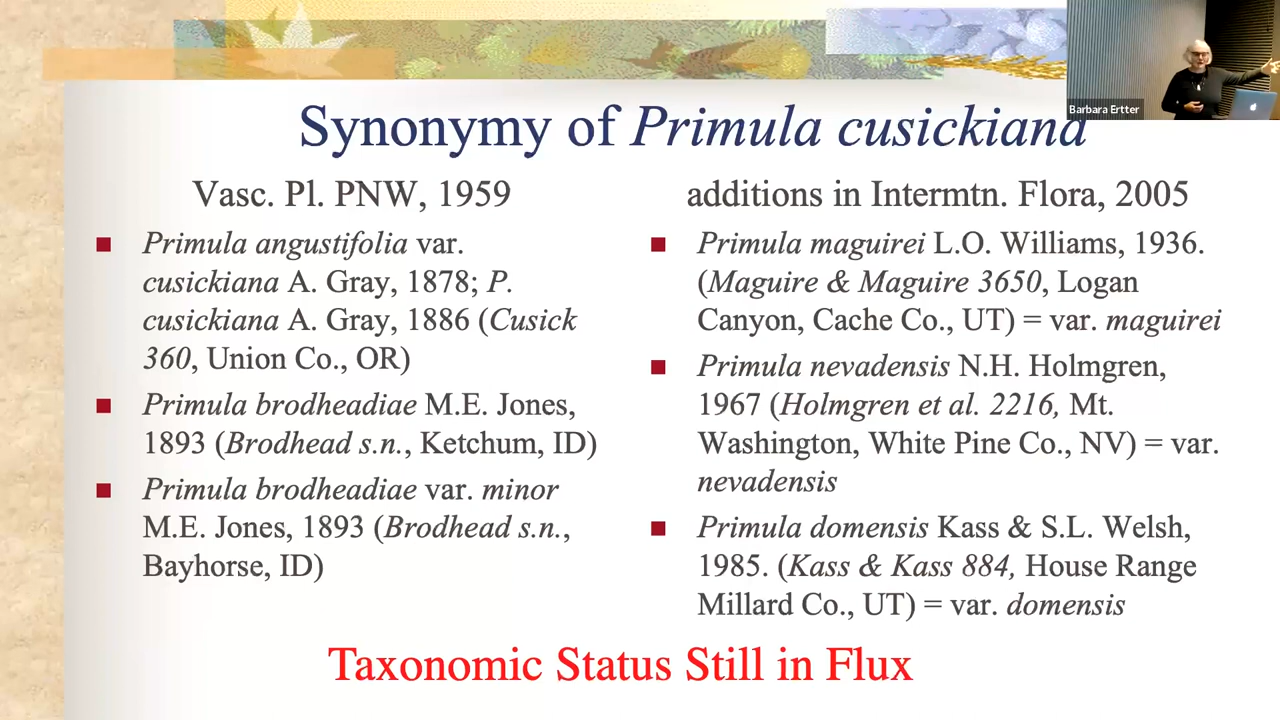 Barbara Ertter
Synonymy of Primula cusickiana
Vasc. Pl. PNW, 1959
Primula angustifolia var.
cusickiana A. Gray, 1878; P.
cusickiana A. Gray, 1886 (Cusick
360, Union Co., OR)
Primula brodheadiae M.E. Jones,
1893 (Brodhead s.n., Ketchum, ID)
Primula brodheadiae var. minor
M.E. Jones, 1893 (Brodhead s.n.,
Bayhorse, ID)
additions in Intermtn. Flora, 2005
Primula maguirei L.O. Williams, 1936.
(Maguire & Maguire 3650, Logan
Canyon, Cache Co., UT) = var. maguirei
Primula nevadensis N.H. Holmgren,
1967 (Holmgren et al. 2216, Mt.
Washington, White Pine Co., NV) = var.
nevadensis
Primula domensis Kass & S.L. Welsh,
1985. (Kass & Kass 884, House Range
Millard Co., UT) = var. domensis
Taxonomic Status Still in Flux